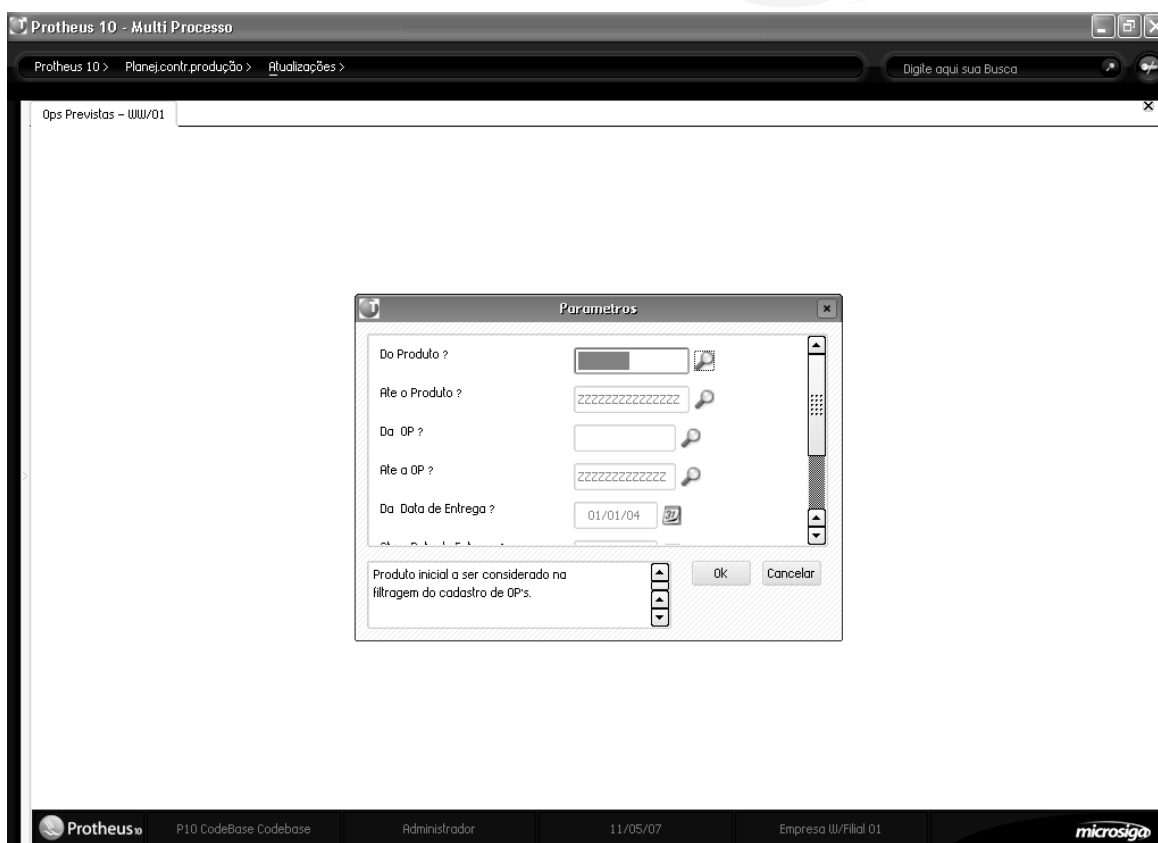 Protheus 10 - Multi Processo
Protheus 10 > Planej.contr.produção > Atualizações >
Digite aqui sua Busca
Ops Previstas – WW/01
Parametros
Do Produto ?
Ate o Produto ?
ZZZZZZZZZZZZZZZ
Da OP ?
Ate a OP ?
ZZZZZZZZZZZZZ
Da Data de Entrega ?
01/01/04
31
Produto inicial a ser considerado na
filtragem do cadastro de OP's.
Ok
Cancelar
Protheus10
P10 CodeBase Codebase
Administrador
11/05/07
Empresa W/Filial 01
microsiga